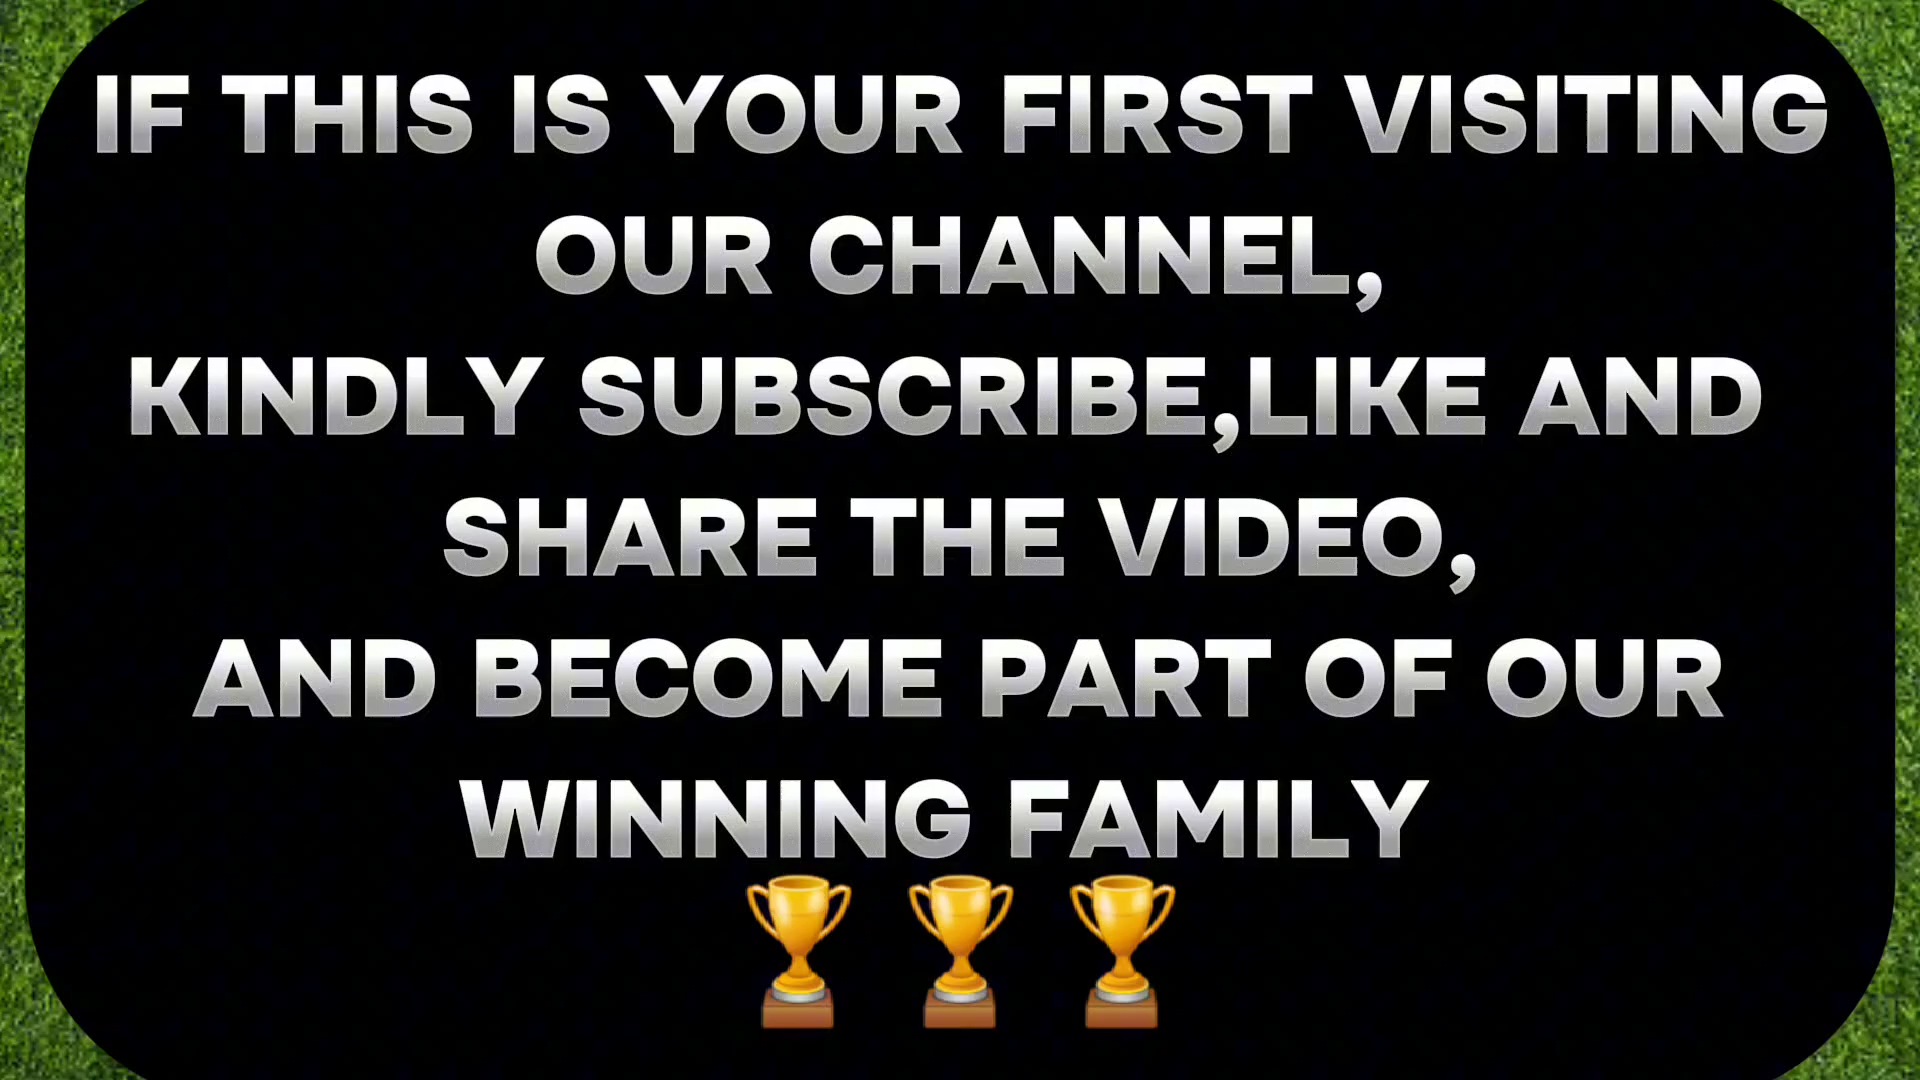 IF THIS IS YOUR FIRST VISITING
OUR CHANNEL,
KINDLY SUBSCRIBE,LIKE AND
SHARE THE VIDEO,
AND BECOME PART OF OUR
WINNING FAMILY
🏆 🏆 🏆